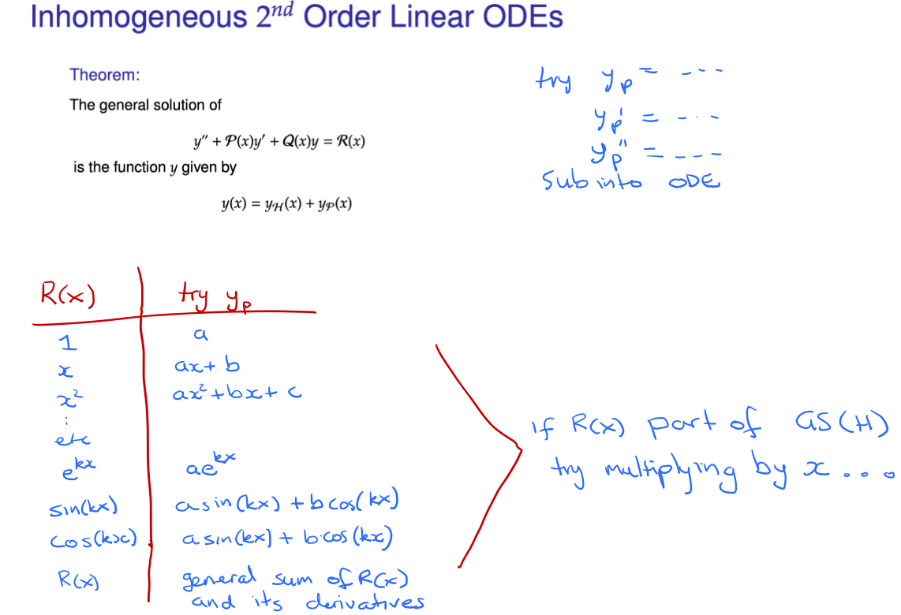 Inhomogeneous 2nd Order Linear ODEs
Theorem:
The general solution of
y″ + P(x)y′ + Q(x)y = R(x)
is the function y given by
y(x) = yH(x) + yP(x)
try yp = ----
yp' = ----
yp" = ----
Sub into ODE
R(x) try yp
1 a
x ax + b
x² ax² + bx + c
:
etc
e^kx ae^kx
sin(kx) a sin(kx) + b cos(kx)
cos(kx) a sin(kx) + b cos(kx)
R(x) general sum of R(x)
and its derivatives
if R(x) part of GS(H)
try multiplying by x ...